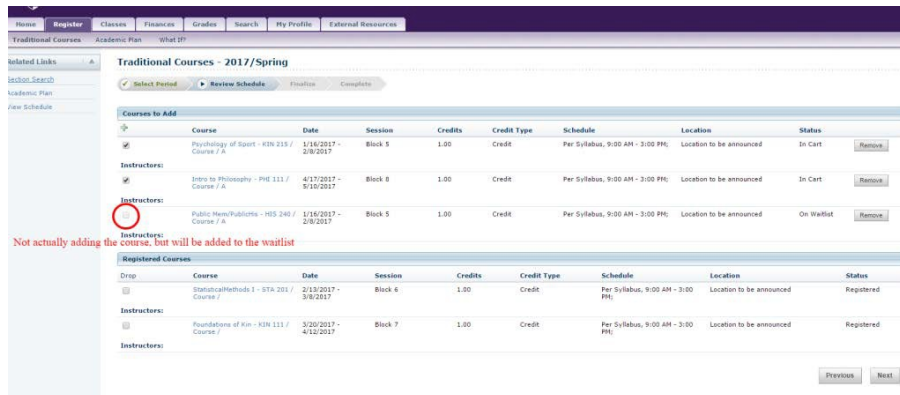 Home Register Classes Finances Grades Search My Profile External Resources
Traditional Courses Academic Plan What If?
Related Links
Section Search
Academic Plan
View Schedule
Traditional Courses - 2017/Spring
Select Period Review Schedule Finalize Complete
Courses to Add
Course Date Session Credits Credit Type Schedule Location Status
Psychology of Sport - KIN 215 / 1/16/2017 - Block 5 1.00 Credit Per Syllabus, 9:00 AM - 3:00 PM; Location to be announced In Cart Remove
Course / A 2/8/2017
Instructors:
Intro to Philosophy - PHI 111 / 4/17/2017 - Block 8 1.00 Credit Per Syllabus, 9:00 AM - 3:00 PM; Location to be announced In Cart Remove
Course / A 5/10/2017
Instructors:
Public Mem/PublicHis - HIS 240 / 1/16/2017 - Block 5 1.00 Credit Per Syllabus, 9:00 AM - 3:00 PM; Location to be announced On Waitlist Remove
Course / A 2/8/2017
Instructors:
Not actually adding the course, but will be added to the waitlist
Registered Courses
Drop Course Date Session Credits Credit Type Schedule Location Status
StatisticalMethods I - STA 201 / 2/13/2017 - Block 6 1.00 Credit Per Syllabus, 9:00 AM - 3:00 Location to be announced Registered
Course / 3/8/2017 PM;
Instructors:
Foundations of Kin - KIN 111 / 3/20/2017 - Block 7 1.00 Credit Per Syllabus, 9:00 AM - 3:00 Location to be announced Registered
Course / 4/12/2017 PM;
Instructors:
Previous Next